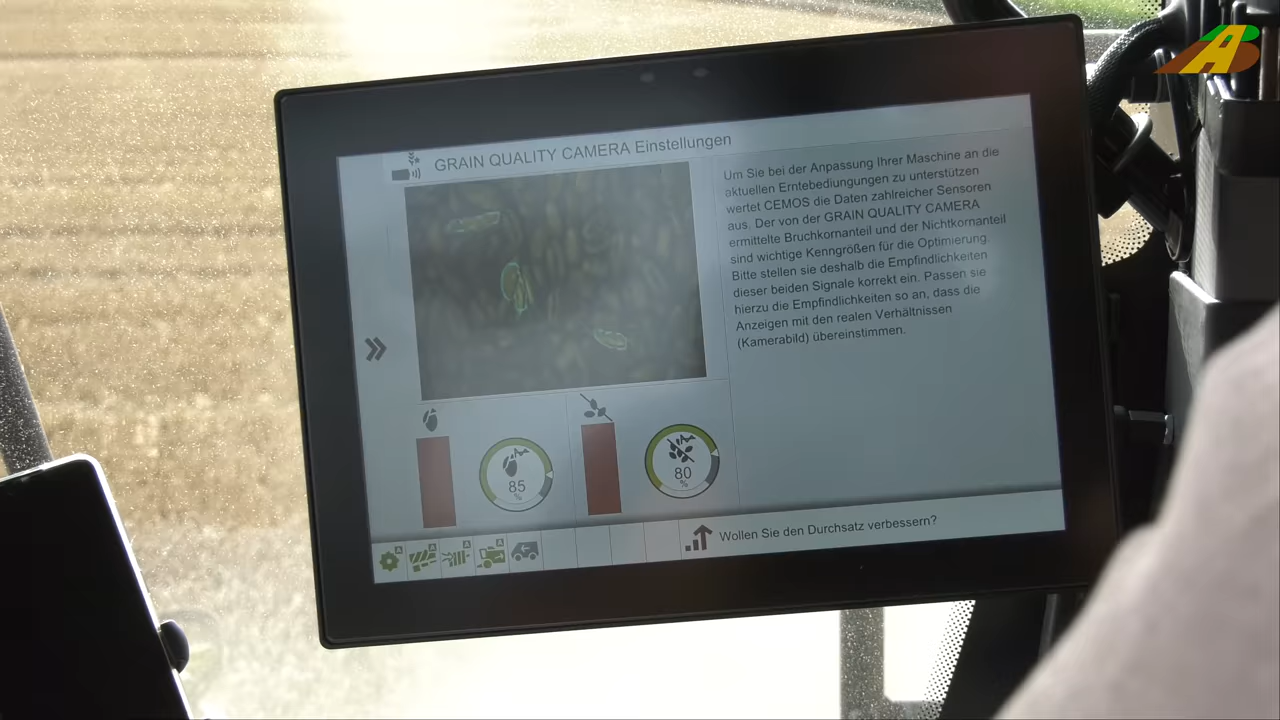 GRAIN QUALITY CAMERA Einstellungen
Um Sie bei der Anpassung Ihrer Maschine an die
aktuellen Erntebediungungen zu unterstützen
wertet CEMOS die Daten zahlreicher Sensoren
aus. Der von der GRAIN QUALITY CAMERA
ermittelte Bruchkornanteil und der Nichtkornanteil
sind wichtige Kenngrößen für die Optimierung.
Bitte stellen sie deshalb die Empfindlichkeiten
dieser beiden Signale korrekt ein. Passen sie
hierzu die Empfindlichkeiten so an, dass die
Anzeigen mit den realen Verhältnissen
(Kamerabild) übereinstimmen.
85
%
80
%
A
A
A
A
Wollen Sie den Durchsatz verbessern?
AB